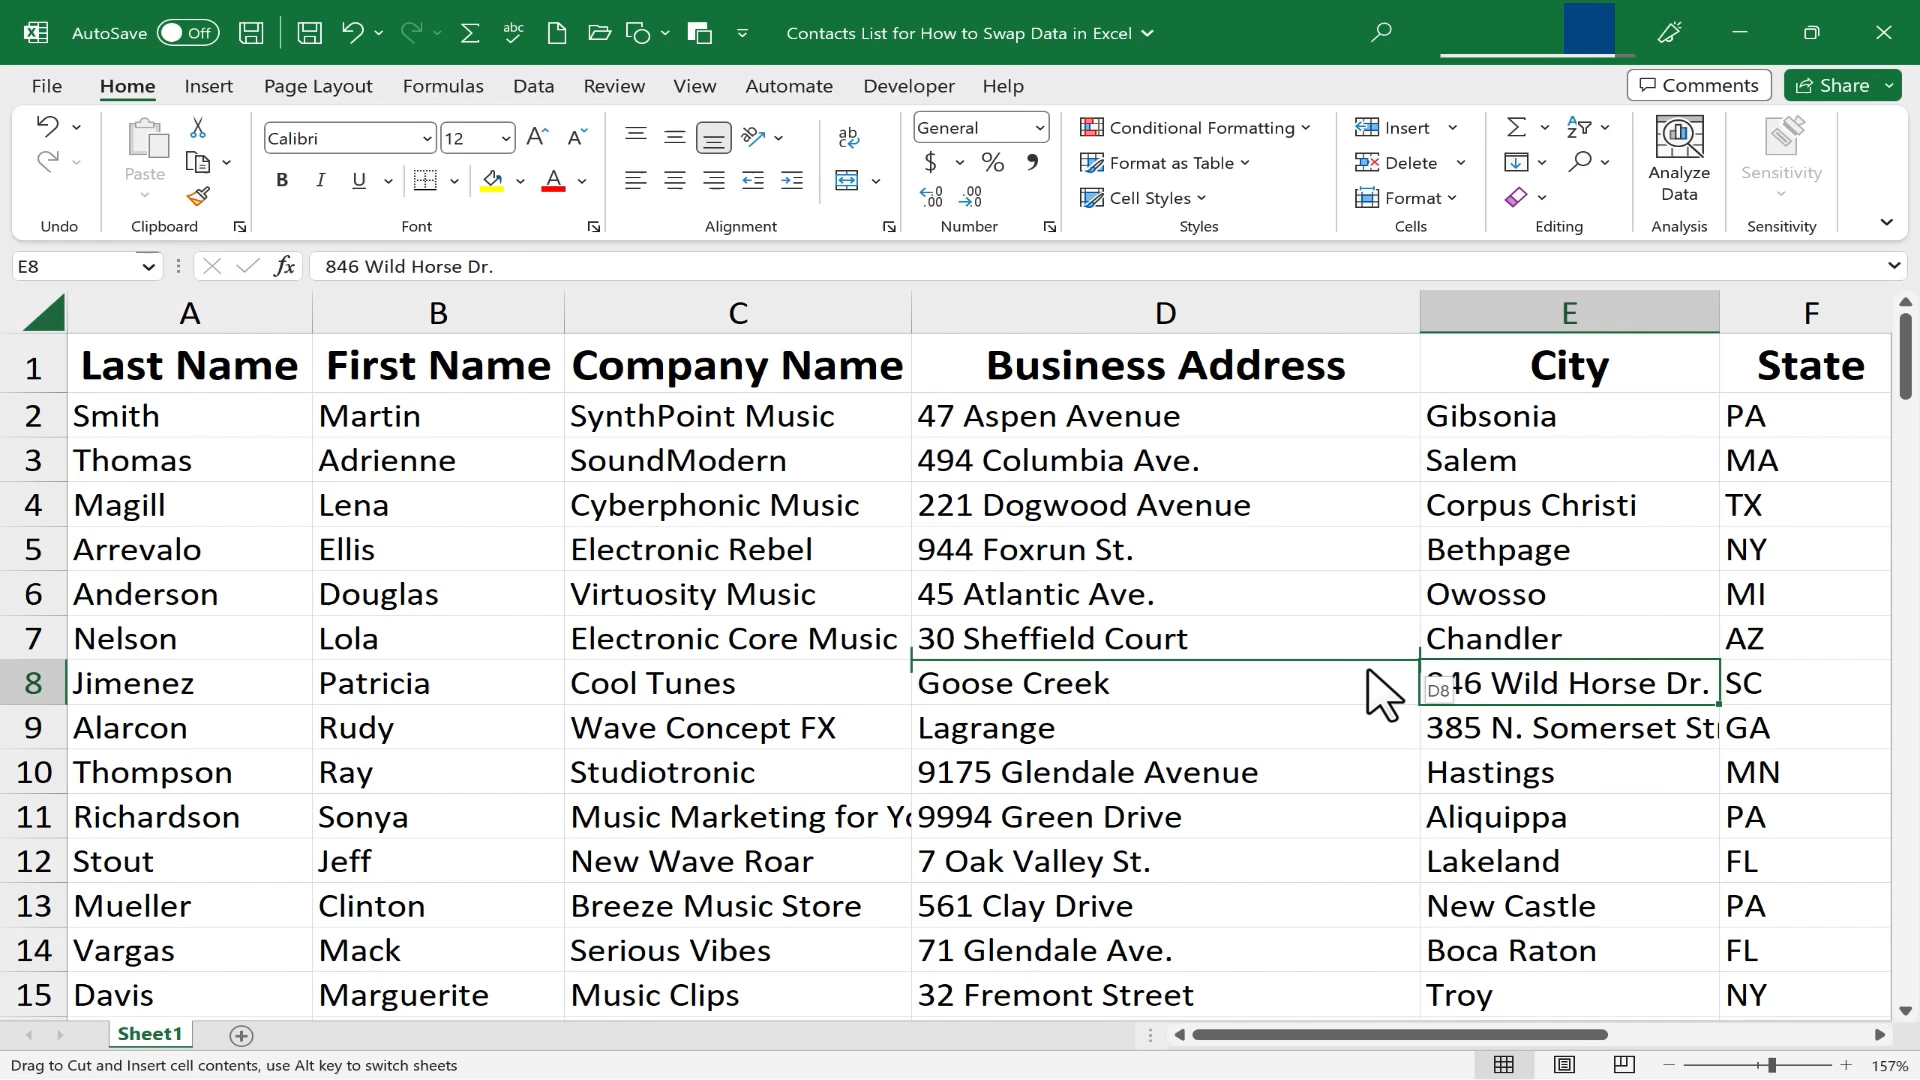 AutoSave Off Contacts List for How to Swap Data in Excel
File Home Insert Page Layout Formulas Data Review View Automate Developer Help Comments Share
Calibri 12 General Conditional Formatting Insert
Paste Format as Table Delete Analyze Data Sensitivity
B I U A $ % Cell Styles Format
Undo Clipboard Font Alignment Number Styles Cells Editing Analysis Sensitivity
E8 fx 846 Wild Horse Dr.
A B C D E F
1 Last Name First Name Company Name Business Address City State
2 Smith Martin SynthPoint Music 47 Aspen Avenue Gibsonia PA
3 Thomas Adrienne SoundModern 494 Columbia Ave. Salem MA
4 Magill Lena Cyberphonic Music 221 Dogwood Avenue Corpus Christi TX
5 Arrevalo Ellis Electronic Rebel 944 Foxrun St. Bethpage NY
6 Anderson Douglas Virtuosity Music 45 Atlantic Ave. Owosso MI
7 Nelson Lola Electronic Core Music 30 Sheffield Court Chandler AZ
8 Jimenez Patricia Cool Tunes Goose Creek D8 46 Wild Horse Dr. SC
9 Alarcon Rudy Wave Concept FX Lagrange 385 N. Somerset St GA
10 Thompson Ray Studiotronic 9175 Glendale Avenue Hastings MN
11 Richardson Sonya Music Marketing for Yo 9994 Green Drive Aliquippa PA
12 Stout Jeff New Wave Roar 7 Oak Valley St. Lakeland FL
13 Mueller Clinton Breeze Music Store 561 Clay Drive New Castle PA
14 Vargas Mack Serious Vibes 71 Glendale Ave. Boca Raton FL
15 Davis Marguerite Music Clips 32 Fremont Street Troy NY
Sheet1
Drag to Cut and Insert cell contents, use Alt key to switch sheets 157%